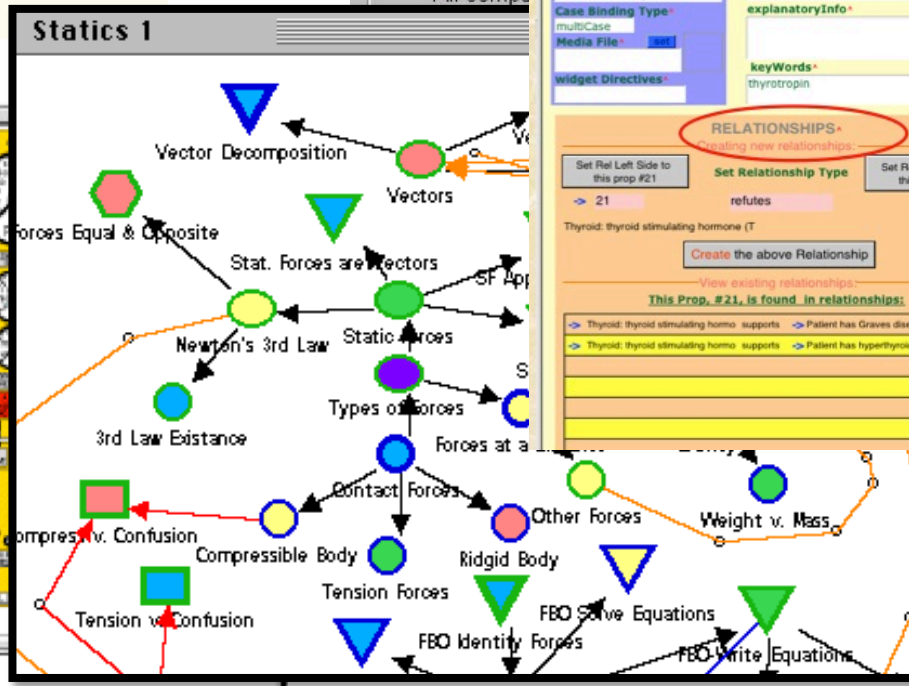 Statics 1
Vector Decomposition
Vectors
Forces Equal & Opposite
Stat. Forces are Vectors
Newton's 3rd Law
Static Forces
3rd Law Existance
Types of Forces
Forces at a
Contact Forces
Other Forces
Weight v. Mass
Compressible Body
Ridgid Body
Tension Forces
Tension v. Confusion
FBO Identify Forces
FBO Solve Equations
FBO Write Equations
Case Binding Type^
multiCase
Media File^
set
widget Directives^
explanatoryInfo^
keyWords^
thyrotropin
RELATIONSHIPS^
Creating new relationships:
Set Rel Left Side to
this prop #21
Set Relationship Type
-> 21
refutes
Thyroid: thyroid stimulating hormone (T
Create the above Relationship
View existing relationships:
This Prop, #21, is found in relationships:
-> Thyroid: thyroid stimulating hormo supports -> Patient has Graves dise
-> Thyroid: thyroid stimulating hormo supports -> Patient has hyperthyroi